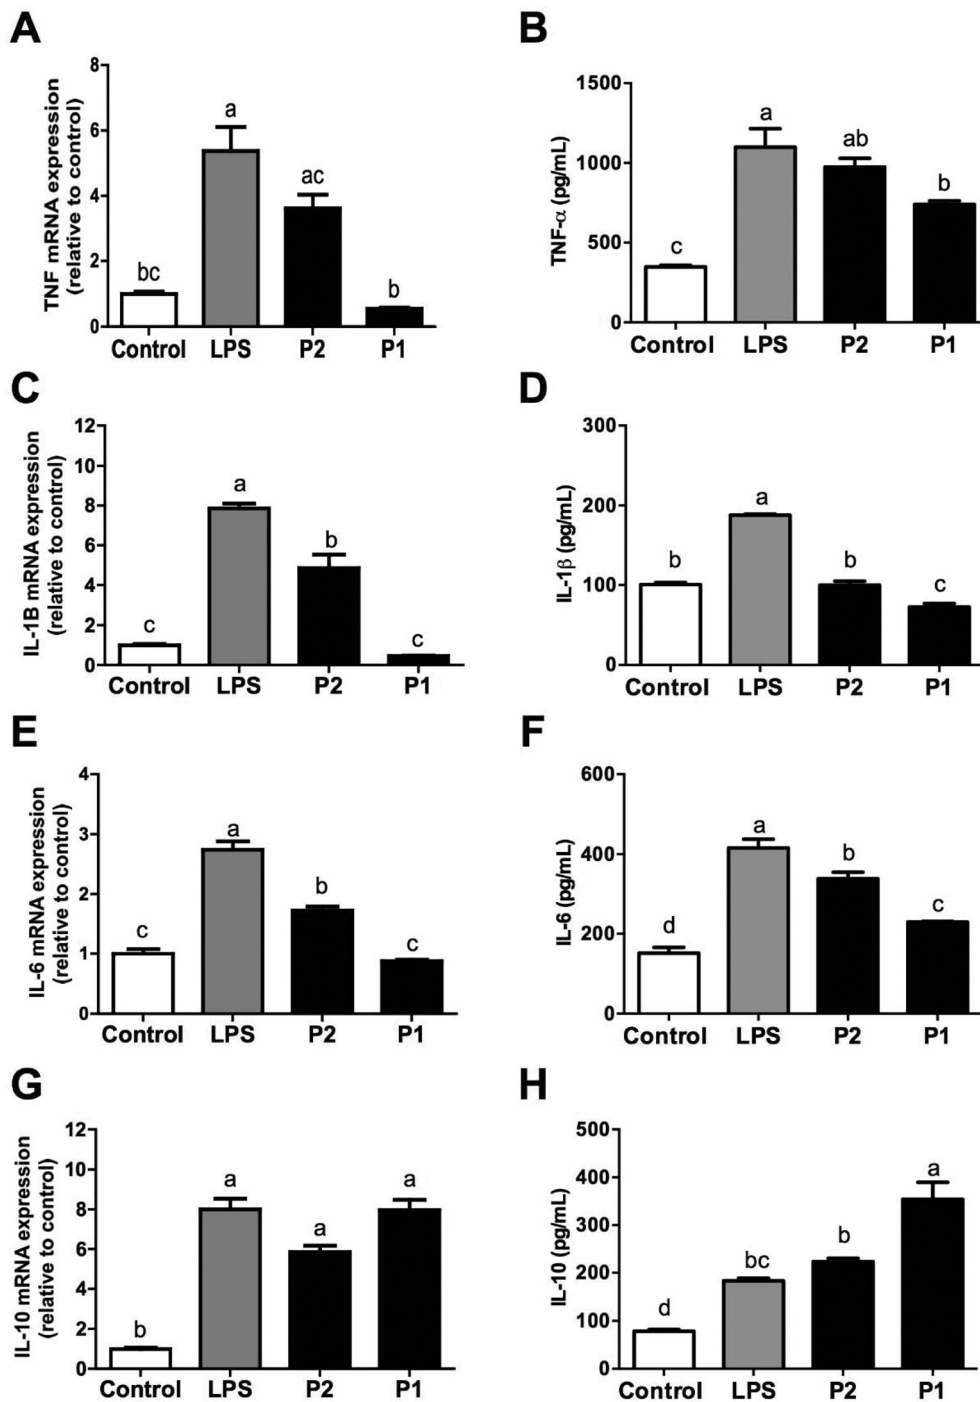 A
TNF mRNA expression
(relative to control)
8
6
4
2
0
bc
a
ac
b
Control LPS P2 P1
B
TNF-α (pg/mL)
1500
1000
500
0
c
a
ab
b
Control LPS P2 P1
C
IL-1B mRNA expression
(relative to control)
12
10
8
6
4
2
0
c
a
b
c
Control LPS P2 P1
D
IL-1β (pg/mL)
300
200
100
0
b
a
b
c
Control LPS P2 P1
E
IL-6 mRNA expression
(relative to control)
4
3
2
1
0
c
a
b
c
Control LPS P2 P1
F
IL-6 (pg/mL)
600
400
200
0
d
a
b
c
Control LPS P2 P1
G
IL-10 mRNA expression
(relative to control)
12
10
8
6
4
2
0
b
a
a
a
Control LPS P2 P1
H
IL-10 (pg/mL)
500
400
300
200
100
0
d
bc
b
a
Control LPS P2 P1